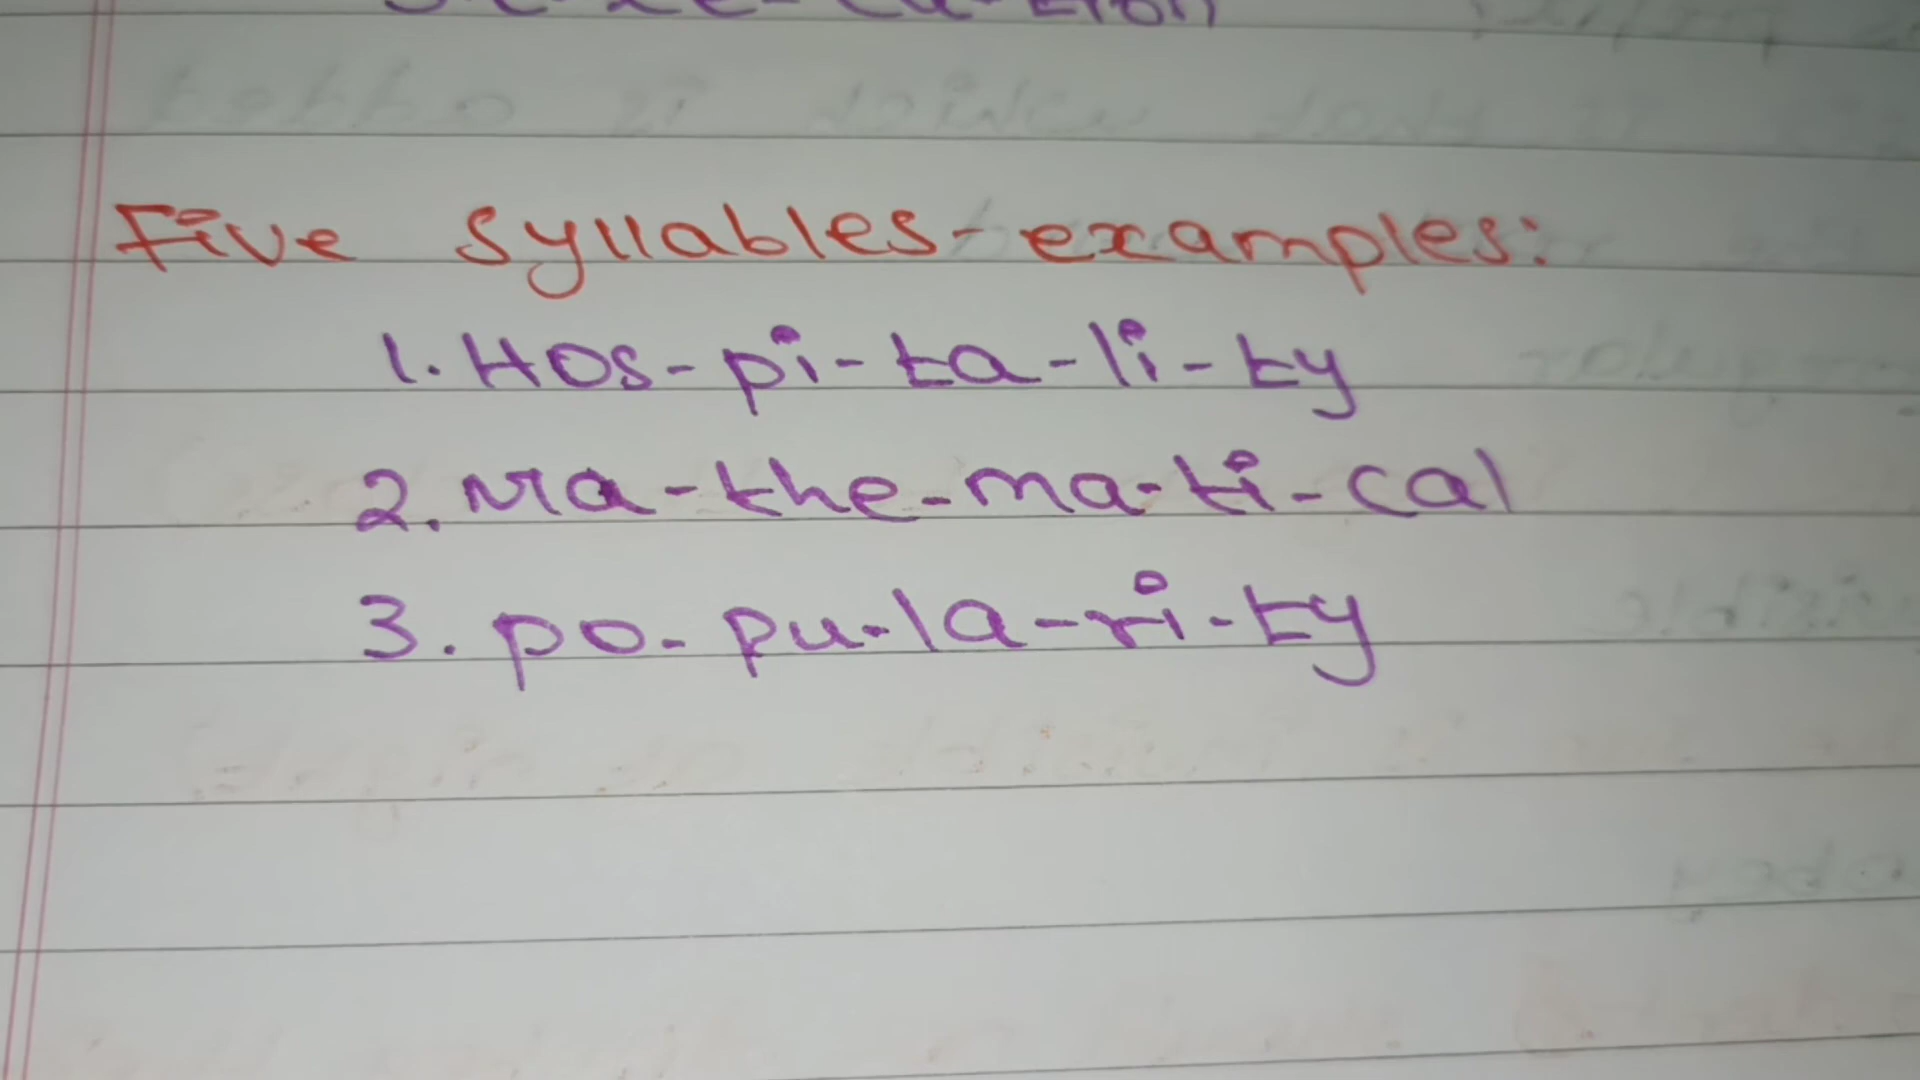 Five syllables-examples:
1. Hos-pi-ta-li-ty
2. Ma-the-ma-ti-cal
3. po-pu-la-ri-ty